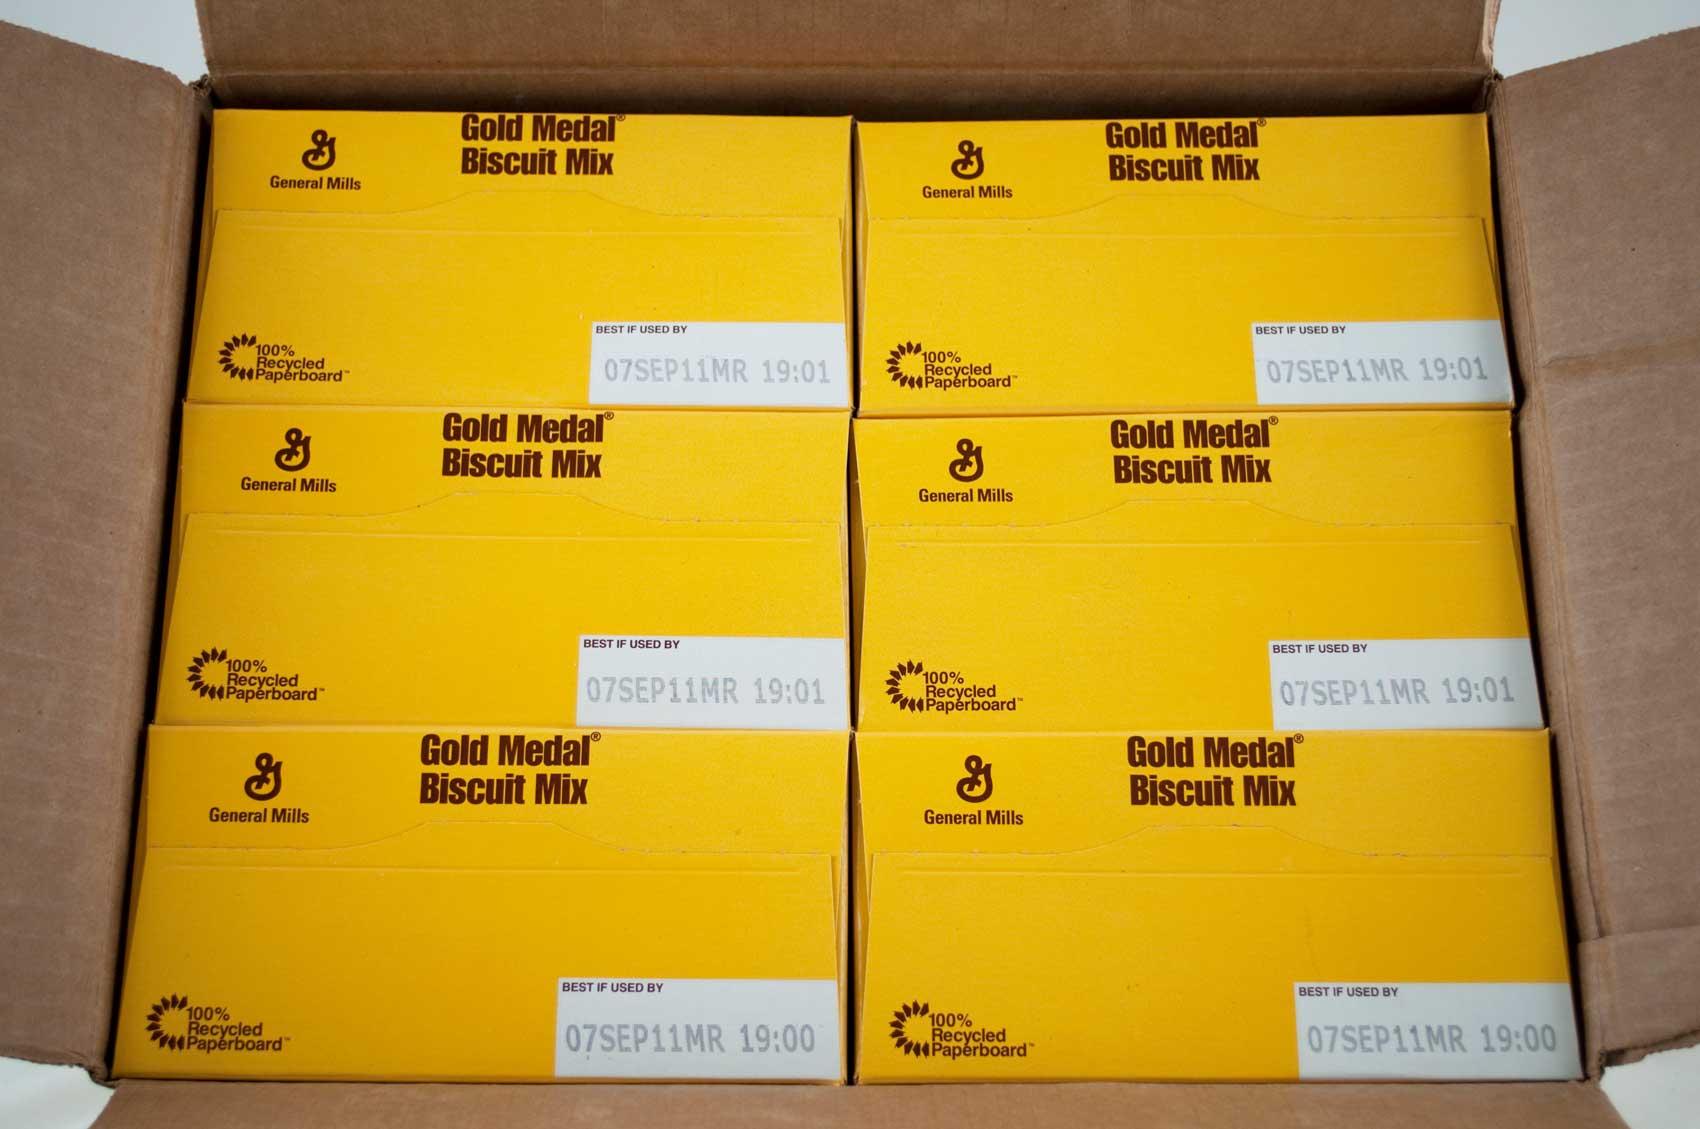 Gold Medal®
Biscuit Mix
General Mills
100%
Recycled
Paperboard™
BEST IF USED BY
07SEP11MR 19:01
Gold Medal®
Biscuit Mix
General Mills
100%
Recycled
Paperboard™
BEST IF USED BY
07SEP11MR 19:01
Gold Medal®
Biscuit Mix
General Mills
100%
Recycled
Paperboard™
BEST IF USED BY
07SEP11MR 19:01
Gold Medal®
Biscuit Mix
General Mills
100%
Recycled
Paperboard™
BEST IF USED BY
07SEP11MR 19:01
Gold Medal®
Biscuit Mix
General Mills
100%
Recycled
Paperboard™
BEST IF USED BY
07SEP11MR 19:00
Gold Medal®
Biscuit Mix
General Mills
100%
Recycled
Paperboard™
BEST IF USED BY
07SEP11MR 19:00